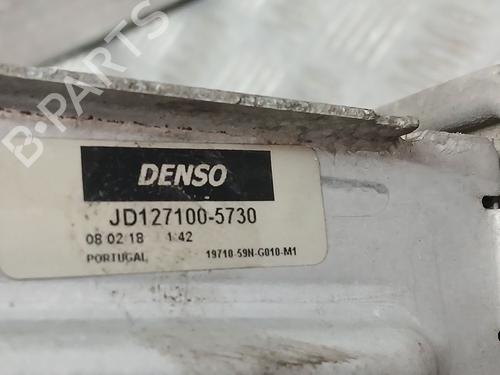 B-PARTS
DENSO
JD127100-5730
08 02 18 1:42
PORTUGAL 19710-59N-G010-M1